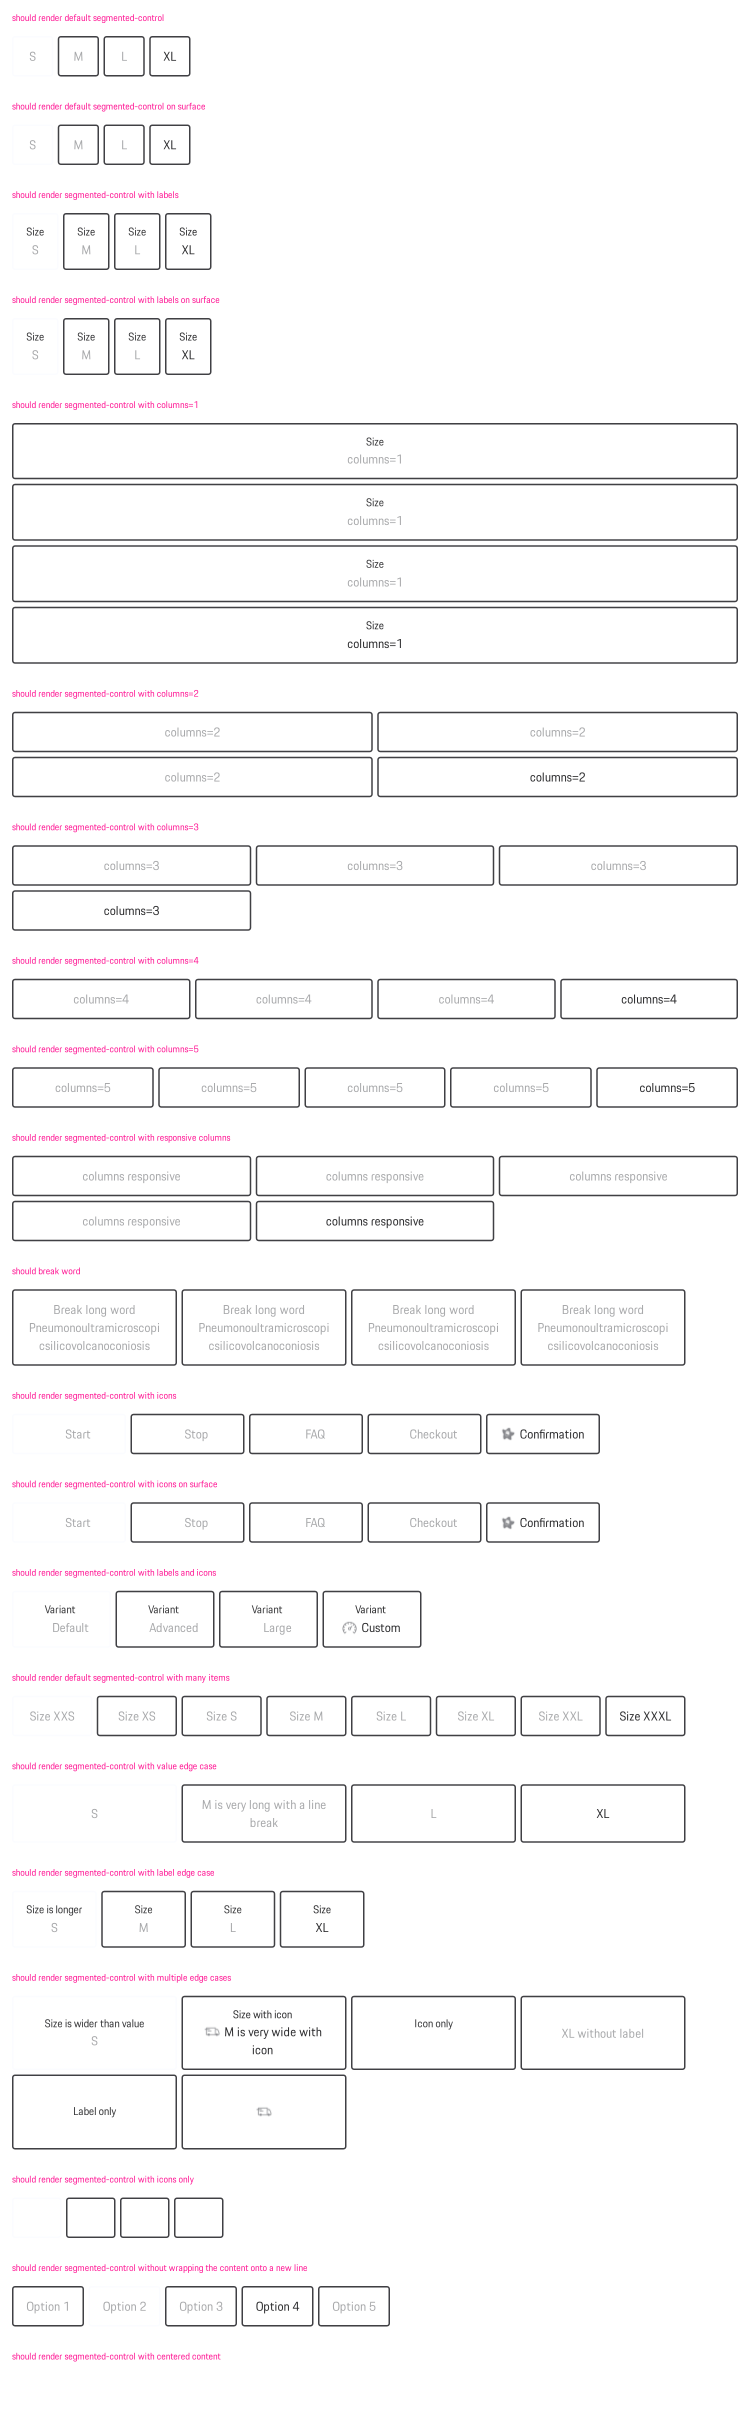 should render default segmented-control
S M L XL
should render default segmented-control on surface
S M L XL
should render segmented-control with labels
Size Size Size Size
S M L XL
should render segmented-control with labels on surface
Size Size Size Size
S M L XL
should render segmented-control with columns=1
Size
columns=1
Size
columns=1
Size
columns=1
Size
columns=1
should render segmented-control with columns=2
columns=2 columns=2
columns=2 columns=2
should render segmented-control with columns=3
columns=3 columns=3 columns=3
columns=3
should render segmented-control with columns=4
columns=4 columns=4 columns=4 columns=4
should render segmented-control with columns=5
columns=5 columns=5 columns=5 columns=5 columns=5
should render segmented-control with responsive columns
columns responsive columns responsive columns responsive
columns responsive columns responsive
should break word
Break long word Break long word Break long word Break long word
Pneumonoultramicroscopi Pneumonoultramicroscopi Pneumonoultramicroscopi Pneumonoultramicroscopi
csilicovolcanoconiosis csilicovolcanoconiosis csilicovolcanoconiosis csilicovolcanoconiosis
should render segmented-control with icons
Start Stop FAQ Checkout Confirmation
should render segmented-control with icons on surface
Start Stop FAQ Checkout Confirmation
should render segmented-control with labels and icons
Variant Variant Variant Variant
Default Advanced Large Custom
should render default segmented-control with many items
Size XXS Size XS Size S Size M Size L Size XL Size XXL Size XXXL
should render segmented-control with value edge case
S M is very long with a line L XL
break
should render segmented-control with label edge case
Size is longer Size Size Size
S M L XL
should render segmented-control with multiple edge cases
Size is wider than value Size with icon Icon only XL without label
S M is very wide with
icon
Label only
should render segmented-control with icons only
should render segmented-control without wrapping the content onto a new line
Option 1 Option 2 Option 3 Option 4 Option 5
should render segmented-control with centered content